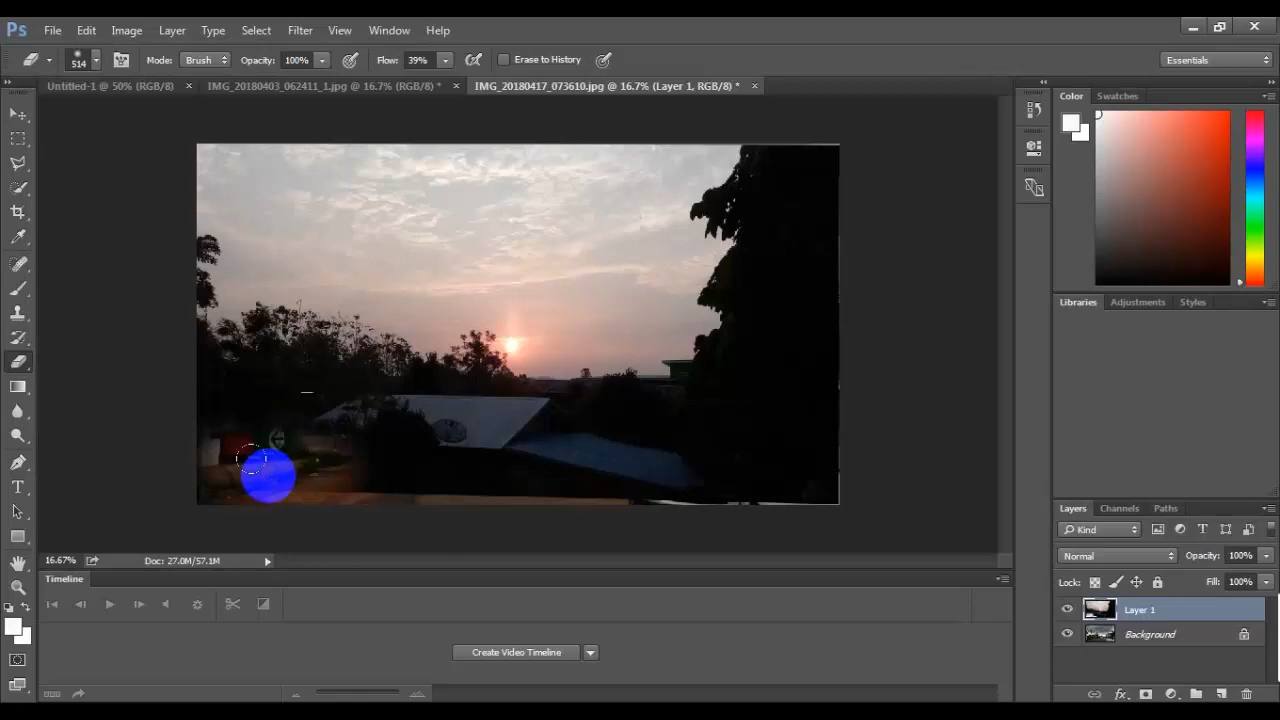 Ps File Edit Image Layer Type Select Filter View Window Help
514 Mode: Brush Opacity: 100% Flow: 39% Erase to History Essentials
Untitled-1 @ 50% (RGB/8) × IMG_20180403_062411_1.jpg @ 16.7% (RGB/8) * × IMG_20180417_073610.jpg @ 16.7% (Layer 1, RGB/8) * ×
Color Swatches
Libraries Adjustments Styles
Layers Channels Paths
Kind
Normal Opacity: 100%
Lock: Fill: 100%
Layer 1
Background
16.67% Doc: 27.0M/57.1M
Timeline
Create Video Timeline